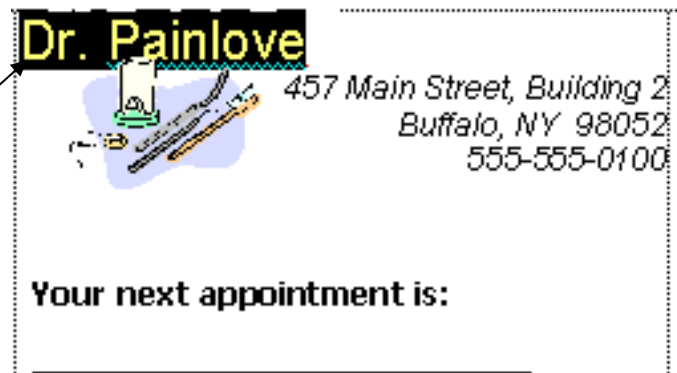 Dr. Painlove
457 Main Street, Building 2
Buffalo, NY 98052
555-555-0100
Your next appointment is: